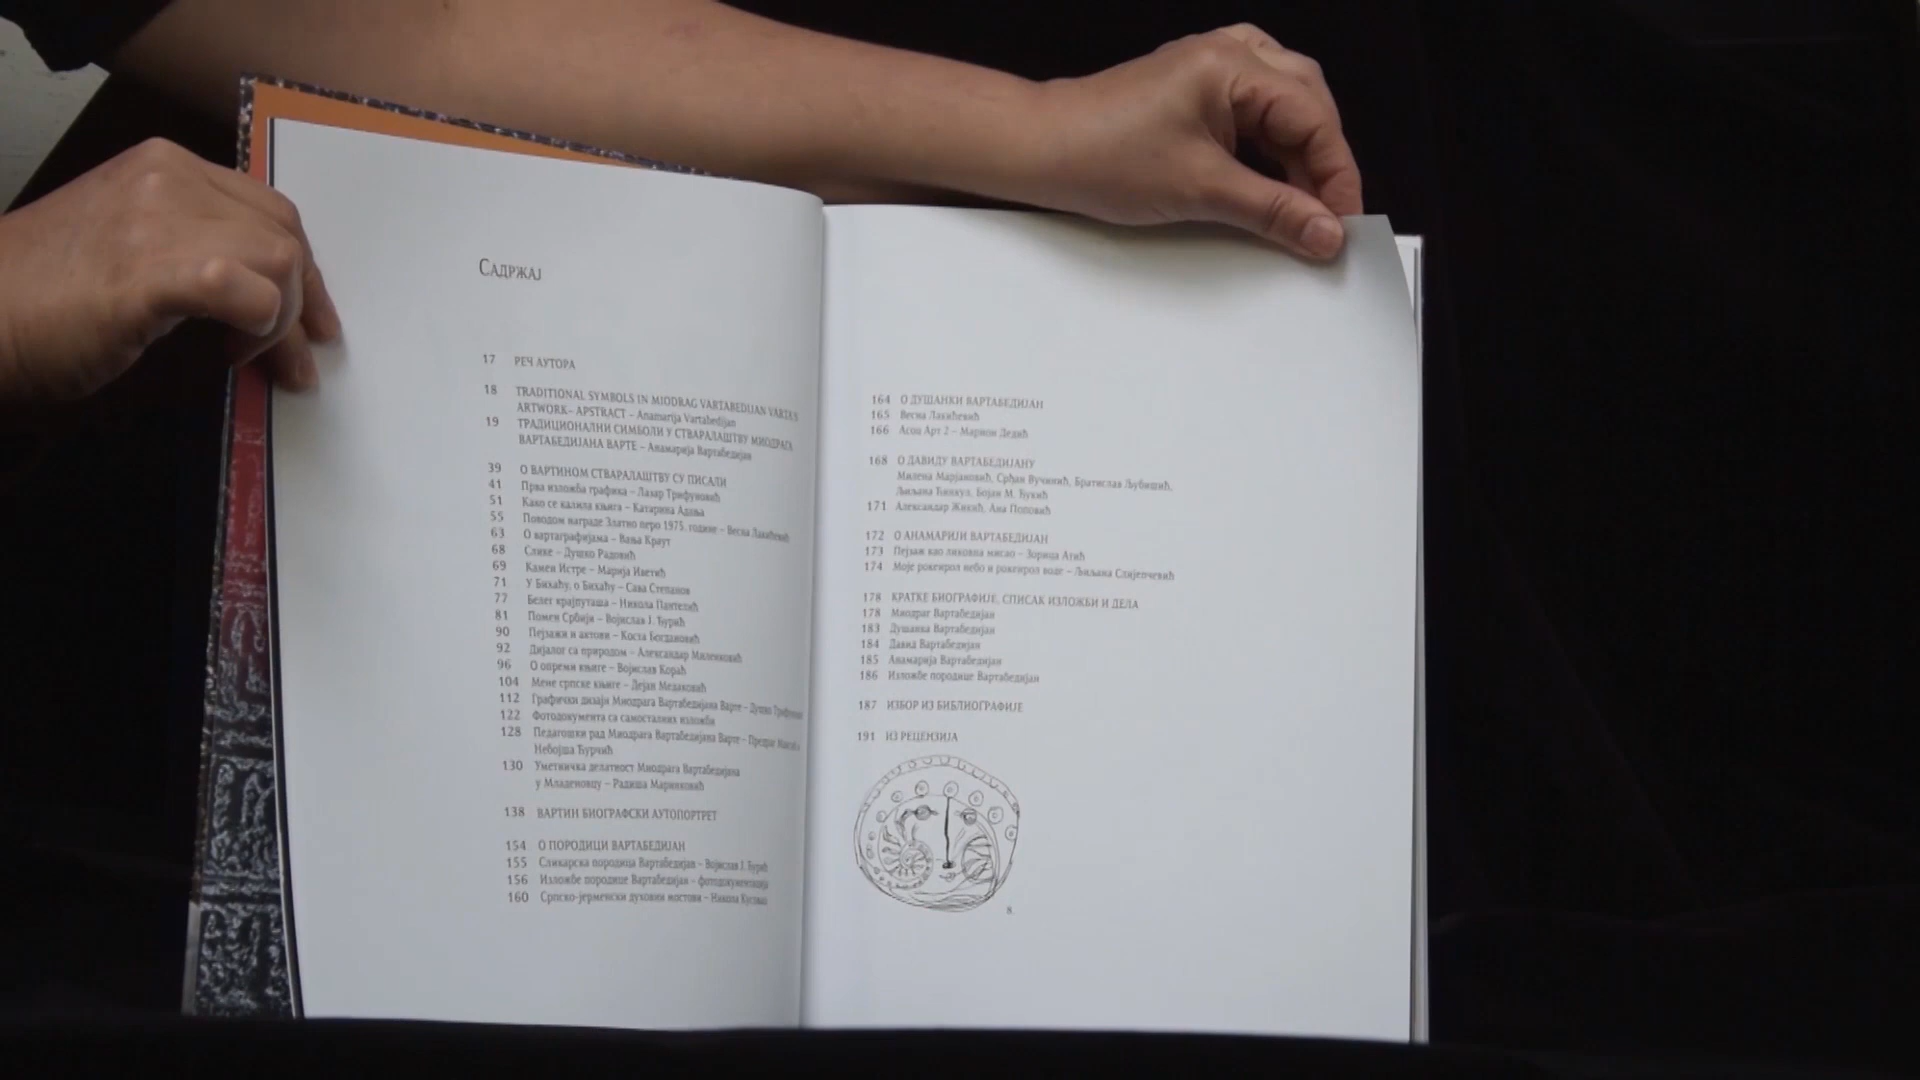 Садржај
17 РЕЧ АУТОРА
18 TRADITIONAL SYMBOLS IN MIODRAG VARTABEDIJAN VARTES
ARTWORK– APSTRACT – Anamarija Vartabedijan
19 ТРАДИЦИОНАЛНИ СИМБОЛИ У СТВАРАЛАШТВУ МИОДРАГА
ВАРТАБЕДИЈАНА ВАРТЕ – Анамарија Вартабедијан
39 О ВАРТИНОМ СТВАРАЛАШТВУ СУ ПИСАЛИ
41 Прва изложба графика – Лазар Трифуновић
51 Како се калила књига – Катарина Адања
55 Поводом награде Златно перо 1975. године – Весна Лакићевић
63 О вартаграфијама – Вања Краут
68 Слике – Душко Радовић
69 Камен Истре – Марија Иветић
71 У Бихаћу, о Бихаћу – Сава Степанов
77 Белег крајпуташа – Никола Пантелић
81 Помен Србији – Војислав Ј. Ђурић
90 Пејзажи и актови – Коста Богдановић
92 Дијалог са природом – Александар Миленковић
96 О опреми књиге – Војислав Кораћ
104 Мене српске књиге – Дејан Медаковић
112 Графички дизајн Миодрага Вартабедијана Варте – Душко
122 Фотодокумента са самосталних изложби
128 Педагошки рад Миодрага Вартабедијана Варте – Предраг
Небојша Ђурчић
130 Уметничка делатност Миодрага Вартабедијана
у Младеновцу – Радиша Маринковић
138 ВАРТИН БИОГРАФСКИ АУТОПОРТРЕТ
154 О ПОРОДИЦИ ВАРТАБЕДИЈАН
155 Сликарска породица Вартабедијан – Војислав Ј. Ђурић
156 Изложбе породице Вартабедијан – фотодокументација
160 Српско-јерменски духовни мостови – Никола
164 О ДУШАНКИ ВАРТАБЕДИЈАН
165 Весна Лакићевић
166 Асоц Арт 2 – Марион Дедић
168 О ДАВИДУ ВАРТАБЕДИЈАНУ
Милена Марјановић, Срђан Вучинић, Братислав Љубишић,
Љиљана Ћинкул, Бојан М. Ђукић
171 Александар Жикић, Ана Поповић
172 О АНАМАРИЈИ ВАРТАБЕДИЈАН
173 Пејзаж као ликовна мисао – Зорица Атић
174 Моје рокенрол небо и рокенрол воде – Љиљана Слијепчевић
178 КРАТКЕ БИОГРАФИЈЕ, СПИСАК ИЗЛОЖБИ И ДЕЛА
178 Миодраг Вартабедијан
183 Душанка Вартабедијан
184 Давид Вартабедијан
185 Анамарија Вартабедијан
186 Изложбе породице Вартабедијан
187 ИЗБОР ИЗ БИБЛИОГРАФИЈЕ
191 ИЗ РЕЦЕНЗИЈА
8.